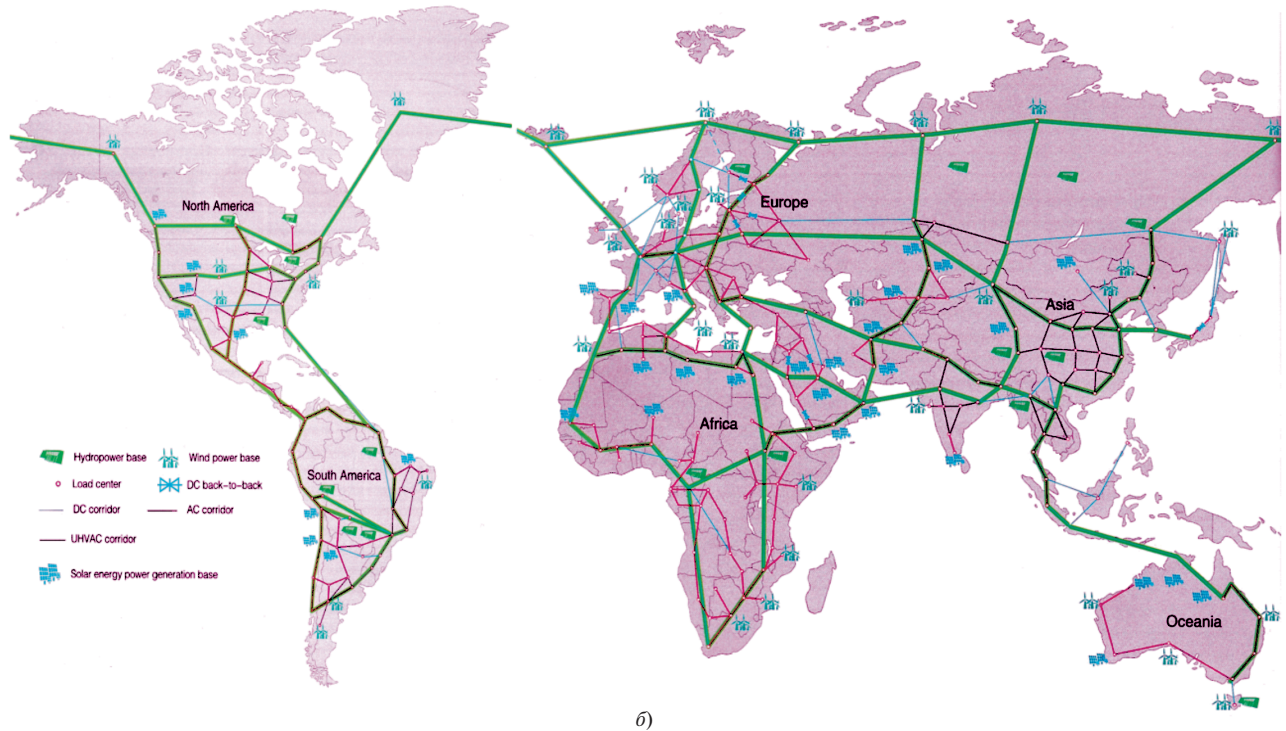 North America
Europe
Asia
Africa
South America
Oceania
Hydropower base
Wind power base
Load center
DC back-to-back
DC corridor
AC corridor
UHVAC corridor
Solar energy power generation base
б)